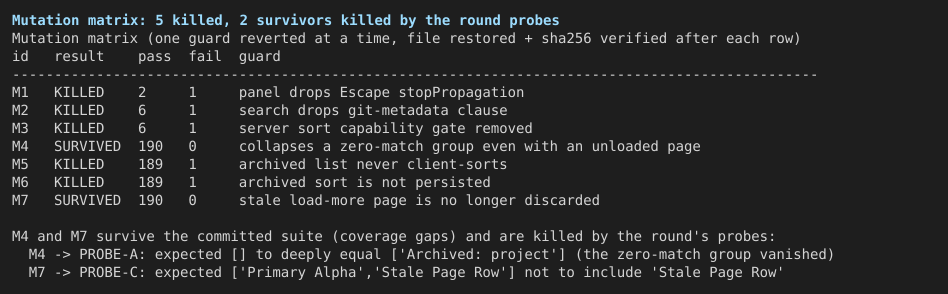 Mutation matrix: 5 killed, 2 survivors killed by the round probes
Mutation matrix (one guard reverted at a time, file restored + sha256 verified after each row)
id   result     pass  fail  guard
------------------------------------------------------------------------------------------
M1   KILLED     2     1     panel drops Escape stopPropagation
M2   KILLED     6     1     search drops git-metadata clause
M3   KILLED     6     1     server sort capability gate removed
M4   SURVIVED   190   0     collapses a zero-match group even with an unloaded page
M5   KILLED     189   1     archived list never client-sorts
M6   KILLED     189   1     archived sort is not persisted
M7   SURVIVED   190   0     stale load-more page is no longer discarded
M4 and M7 survive the committed suite (coverage gaps) and are killed by the round's probes:
  M4 -> PROBE-A: expected [] to deeply equal ['Archived: project'] (the zero-match group vanished)
  M7 -> PROBE-C: expected ['Primary Alpha','Stale Page Row'] not to include 'Stale Page Row'